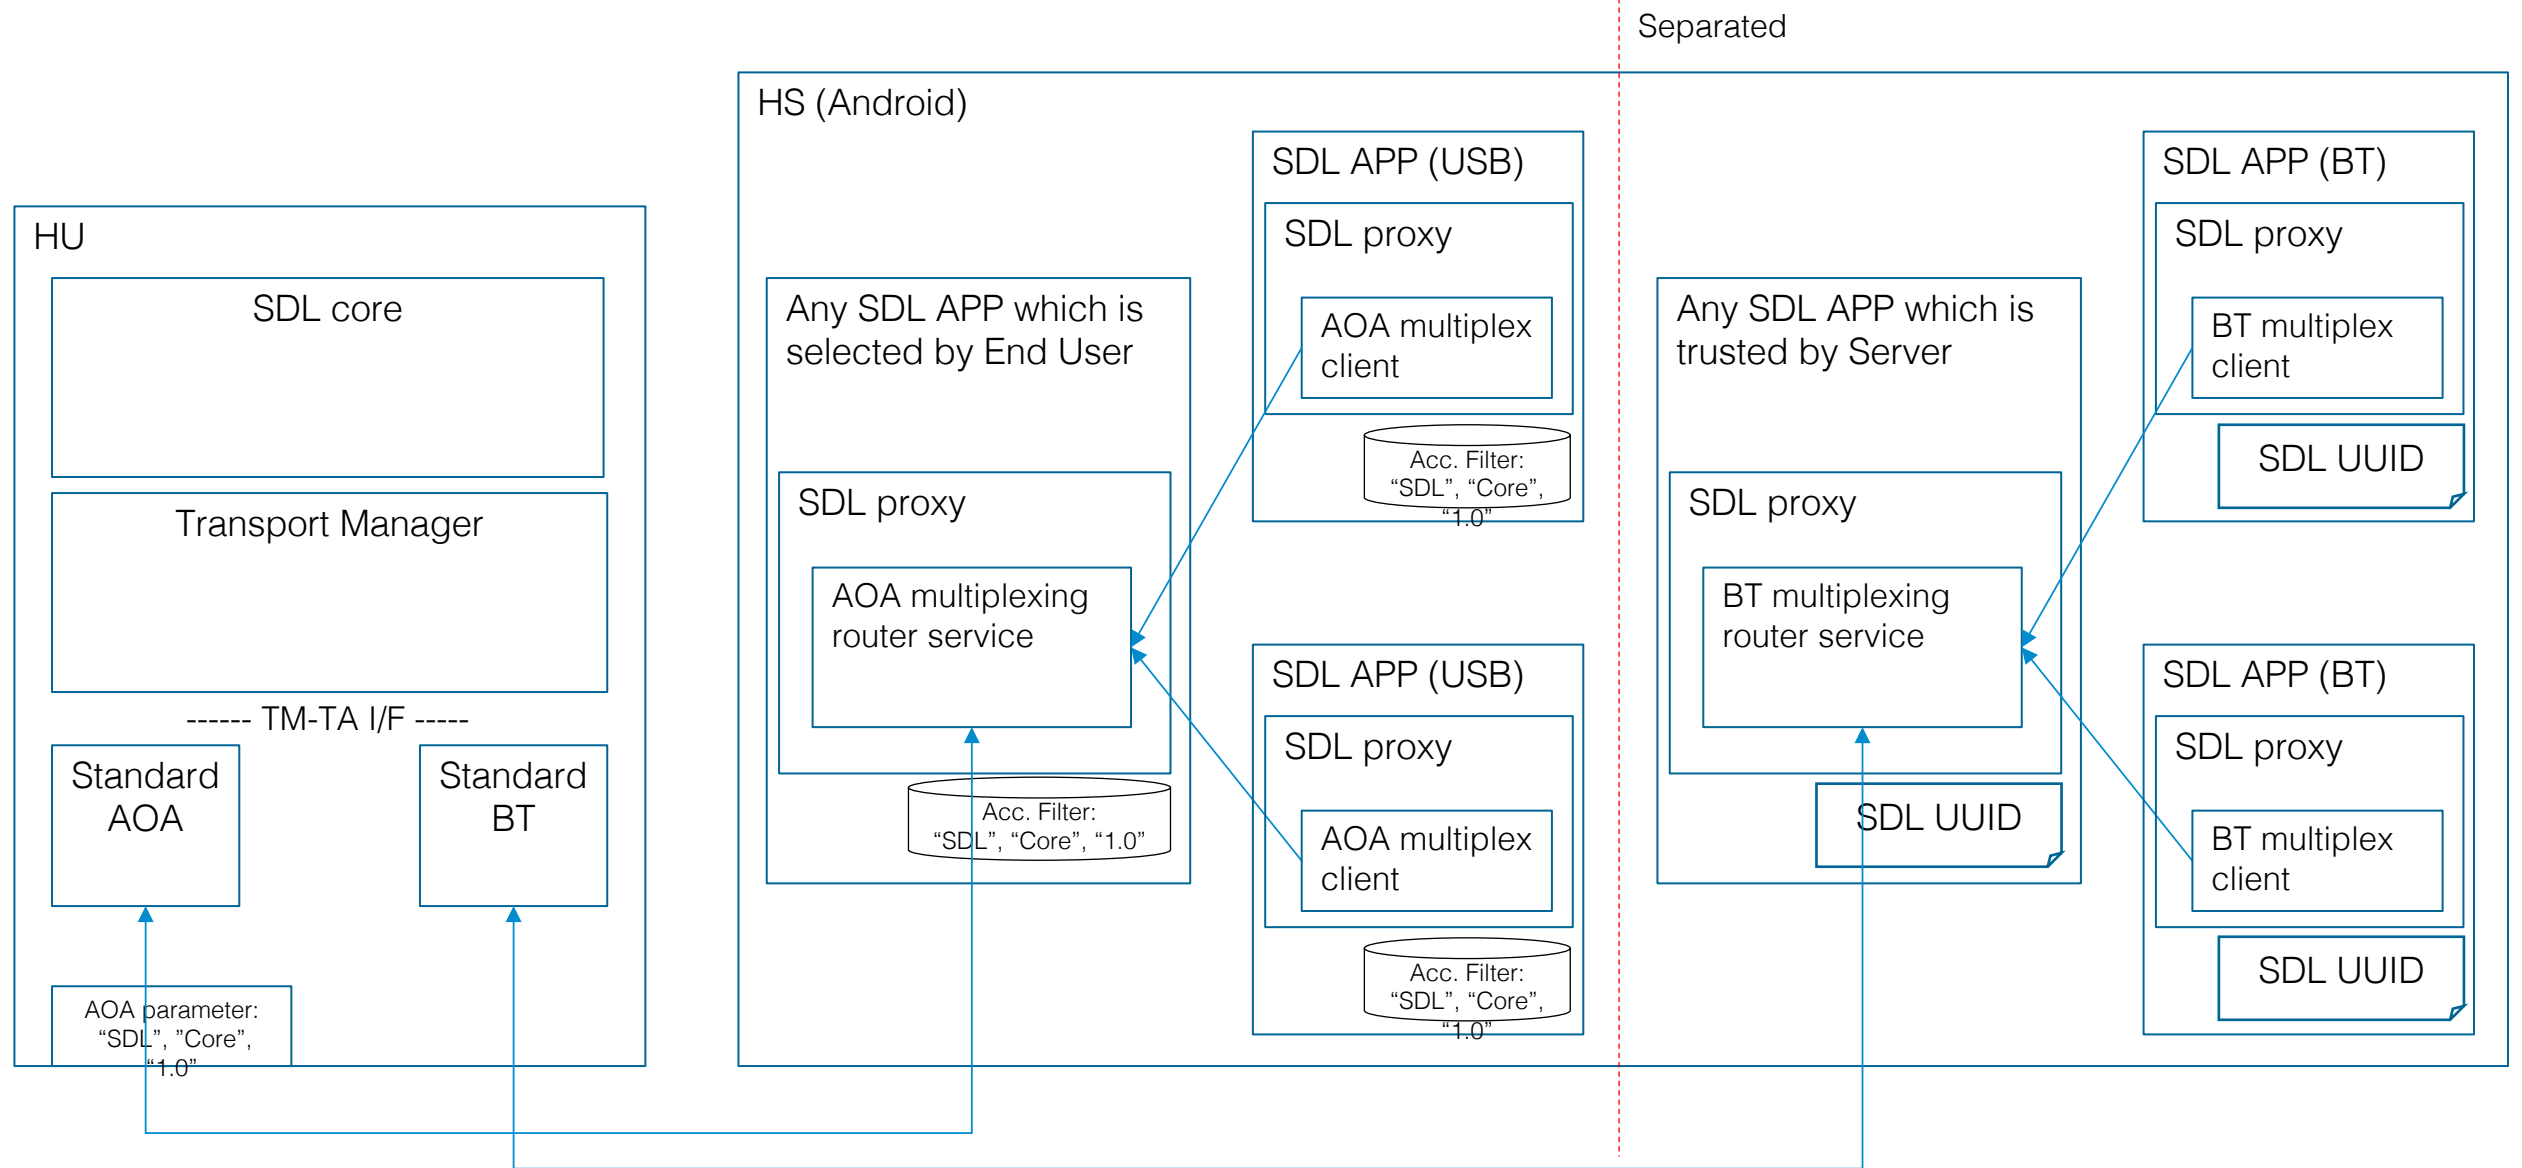 Separated
HS (Android)
HU
SDL core
Transport Manager
------ TM-TA I/F -----
Standard
AOA
Standard
BT
AOA parameter:
“SDL”, ”Core”,
“1.0”
Any SDL APP which is
selected by End User
SDL proxy
AOA multiplexing
router service
Acc. Filter:
“SDL”, “Core”, “1.0”
SDL APP (USB)
SDL proxy
AOA multiplex
client
Acc. Filter:
“SDL”, “Core”,
“1.0”
SDL APP (USB)
SDL proxy
AOA multiplex
client
Acc. Filter:
“SDL”, “Core”,
“1.0”
Any SDL APP which is
trusted by Server
SDL proxy
BT multiplexing
router service
SDL UUID
SDL APP (BT)
SDL proxy
BT multiplex
client
SDL UUID
SDL APP (BT)
SDL proxy
BT multiplex
client
SDL UUID